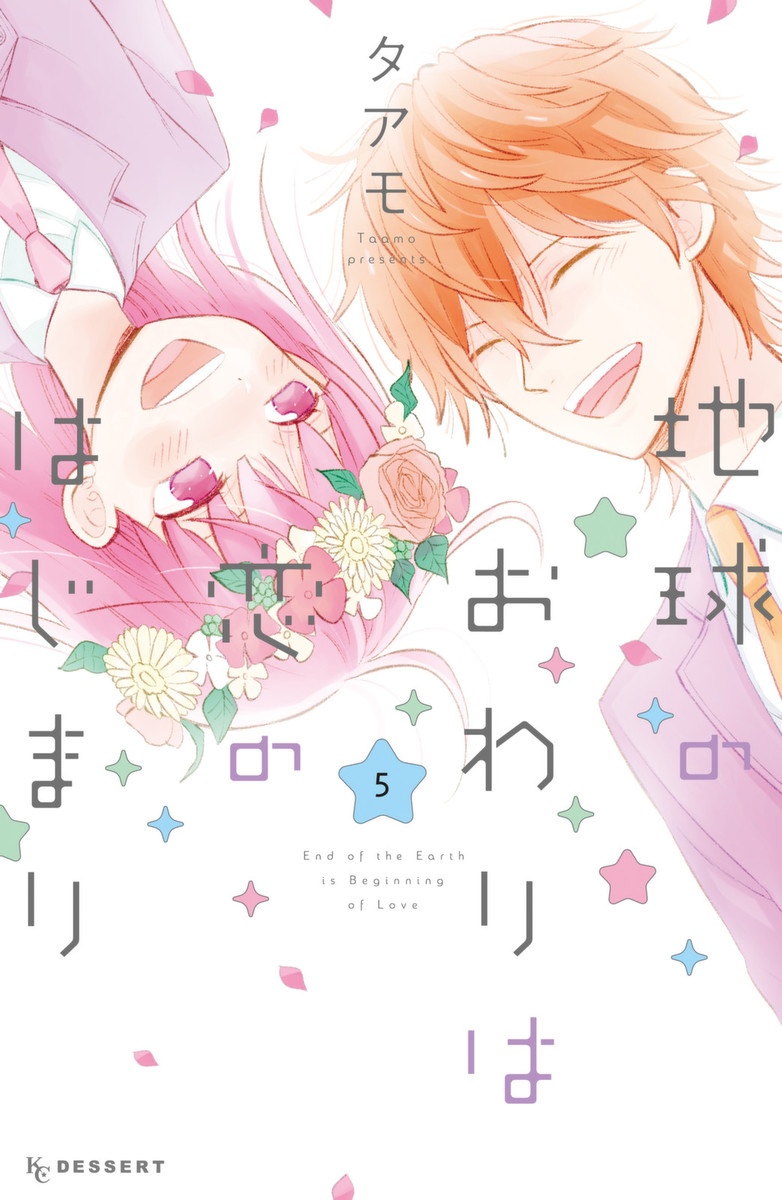 タアモ
Taamo
presents
地球の
おわりは
恋の
はじまり
5
End of the Earth
is Beginning
of Love
KC DESSERT